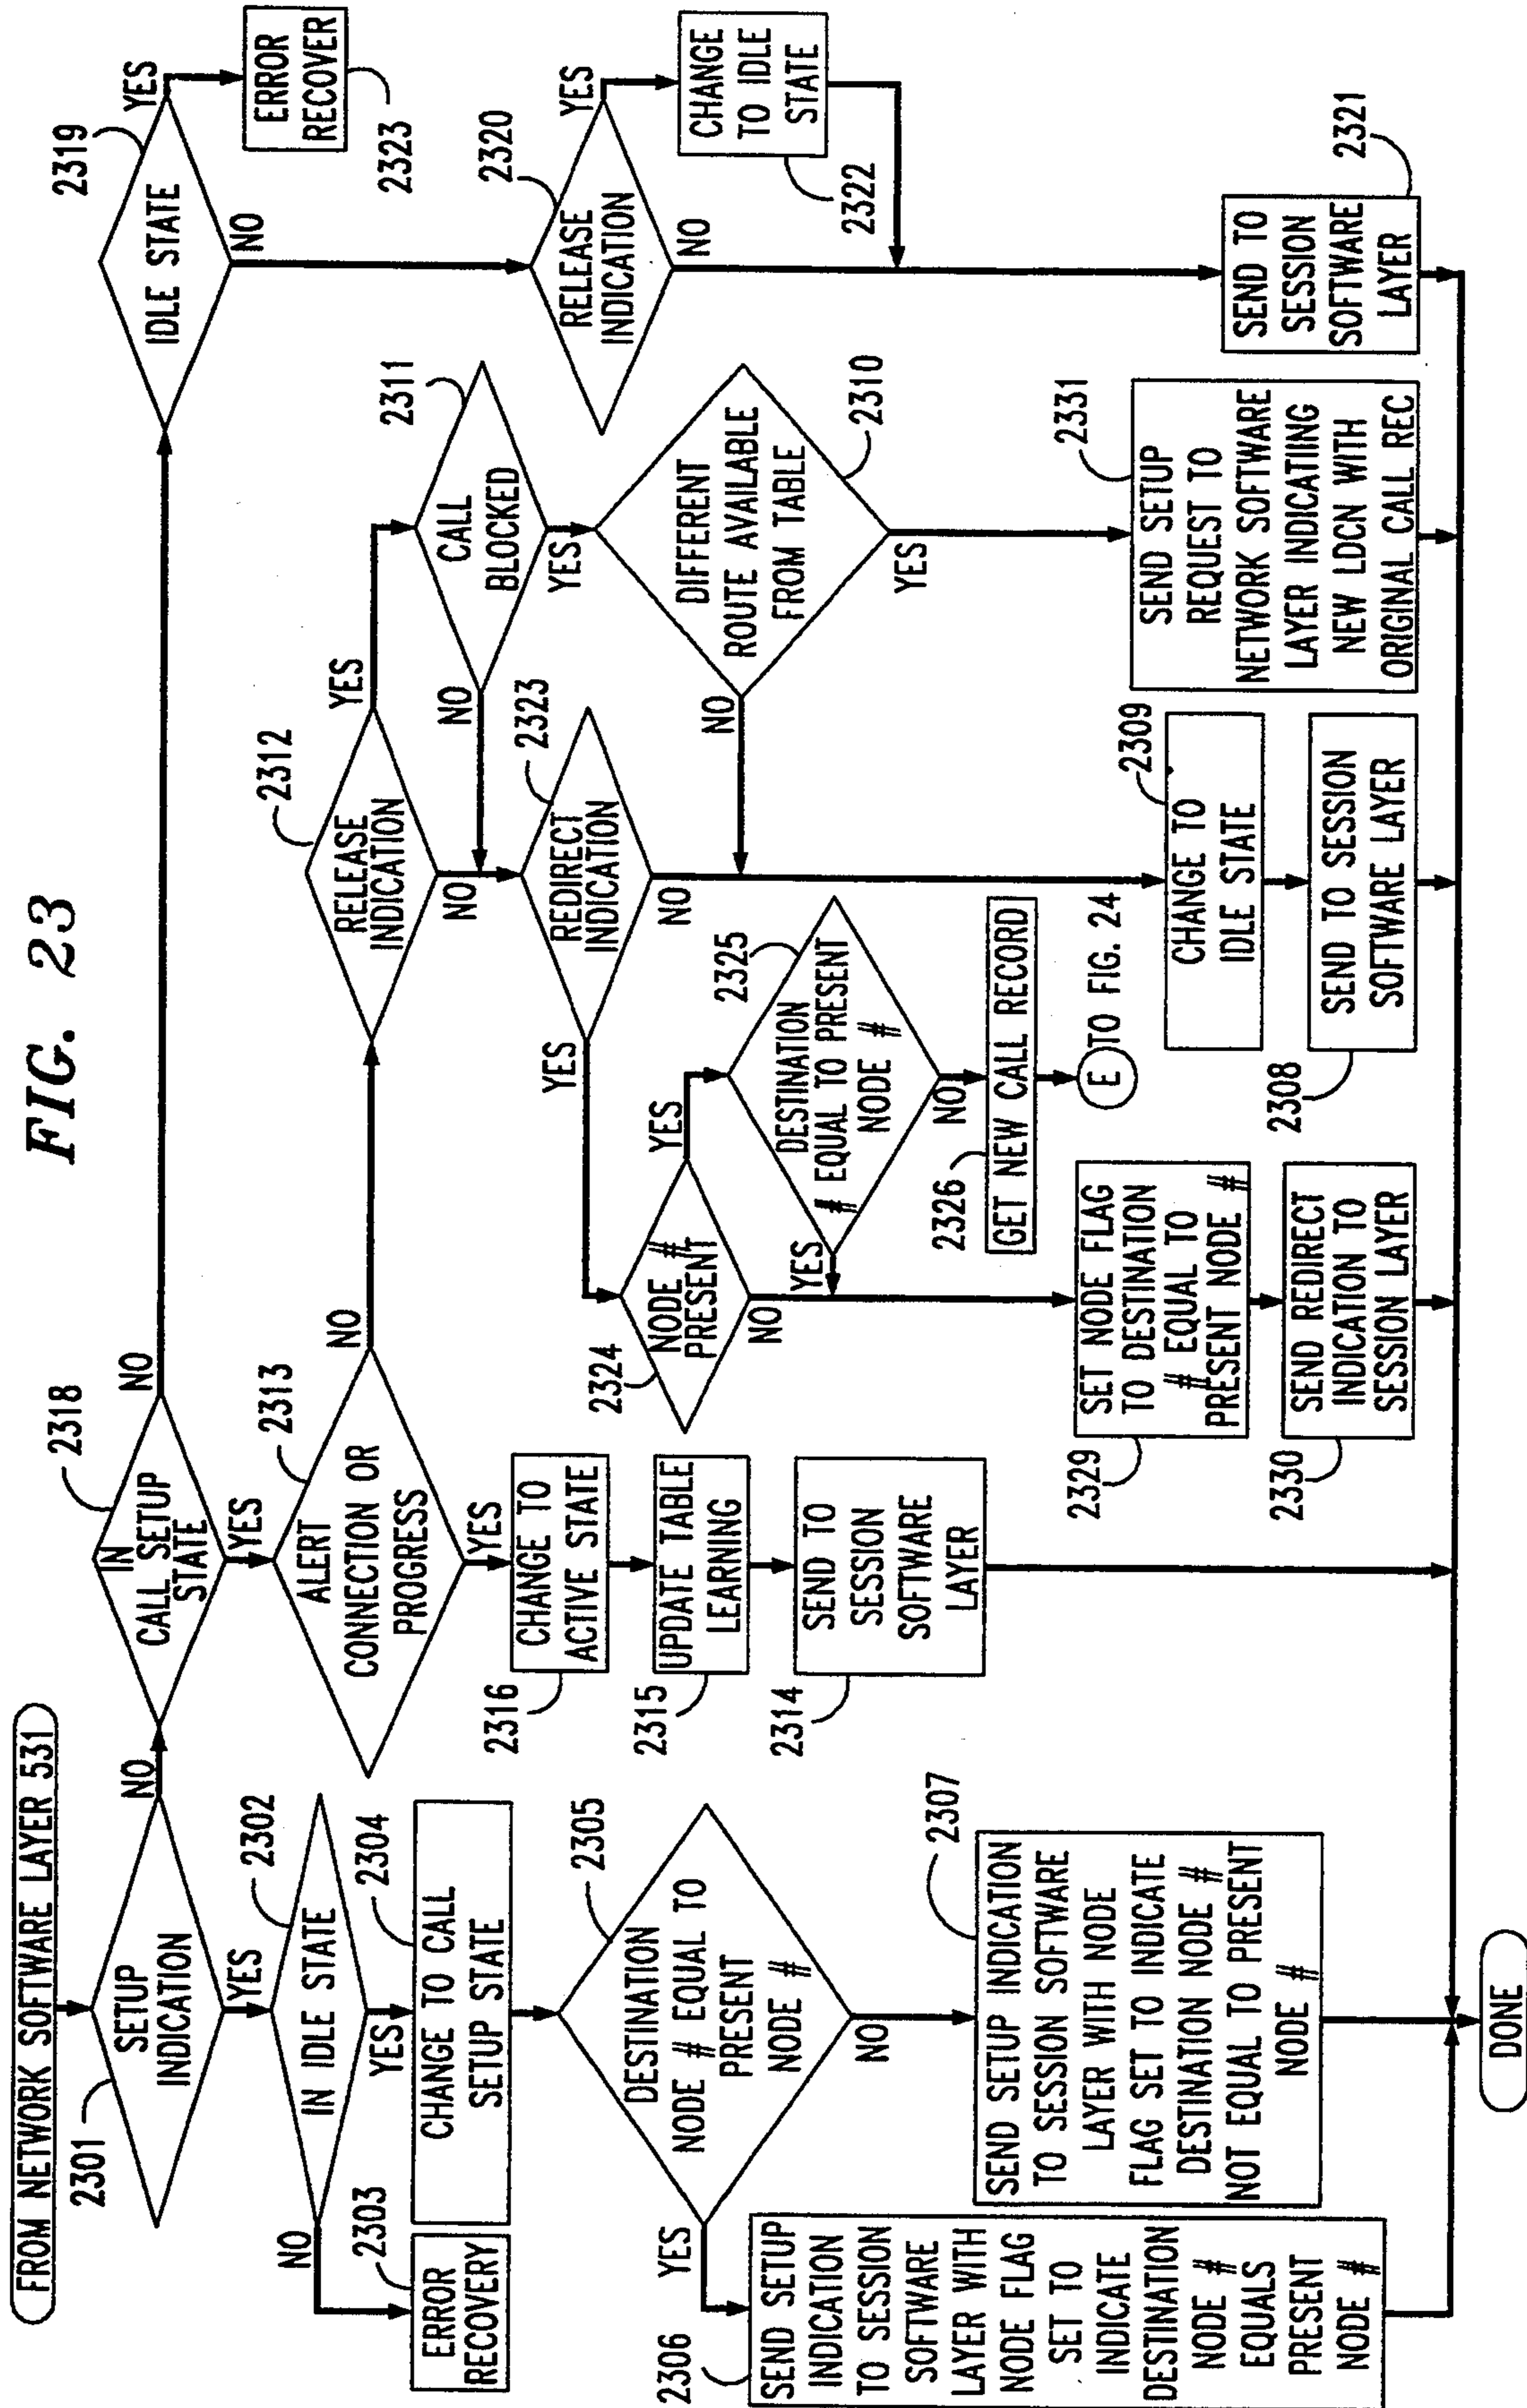 FIG. 23
FROM NETWORK SOFTWARE LAYER 531
2301
SETUP
INDICATION
NO
YES
2302
IN IDLE STATE
NO
YES
2303
ERROR
RECOVERY
2304
CHANGE TO CALL
SETUP STATE
2305
DESTINATION
NODE # EQUAL TO
PRESENT
NODE #
YES
NO
2306
SEND SETUP
INDICATION
TO SESSION
SOFTWARE
LAYER WITH
NODE FLAG
SET TO
INDICATE
DESTINATION
NODE #
EQUALS
PRESENT
NODE #
2307
SEND SETUP INDICATION
TO SESSION SOFTWARE
LAYER WITH NODE
FLAG SET TO INDICATE
DESTINATION NODE #
NOT EQUAL TO PRESENT
NODE #
2318
IN
CALL SETUP
STATE
NO
YES
2313
ALERT
CONNECTION OR
PROGRESS
NO
YES
2316
CHANGE TO
ACTIVE STATE
2315
UPDATE TABLE
LEARNING
2314
SEND TO
SESSION
SOFTWARE
LAYER
2312
RELEASE
INDICATION
YES
NO
2311
CALL
BLOCKED
NO
YES
2323
REDIRECT
INDICATION
YES
NO
2310
DIFFERENT
ROUTE AVAILABLE
FROM TABLE
NO
YES
2324
NODE #
PRESENT
YES
NO
2325
DESTINATION
# EQUAL TO PRESENT
NODE #
YES
NO
2326
GET NEW CALL RECORD
E TO FIG. 24
2329
SET NODE FLAG
TO DESTINATION
# EQUAL TO
PRESENT NODE #
2330
SEND REDIRECT
INDICATION TO
SESSION LAYER
2309
CHANGE TO
IDLE STATE
2308
SEND TO SESSION
SOFTWARE LAYER
2331
SEND SETUP
REQUEST TO
NETWORK SOFTWARE
LAYER INDICATIING
NEW LDCN WITH
ORIGINAL CALL REC
2319
IDLE STATE
YES
NO
ERROR
RECOVER
2323
2320
RELEASE
INDICATION
YES
NO
CHANGE
TO IDLE
STATE
2322
2321
SEND TO
SESSION
SOFTWARE
LAYER
DONE